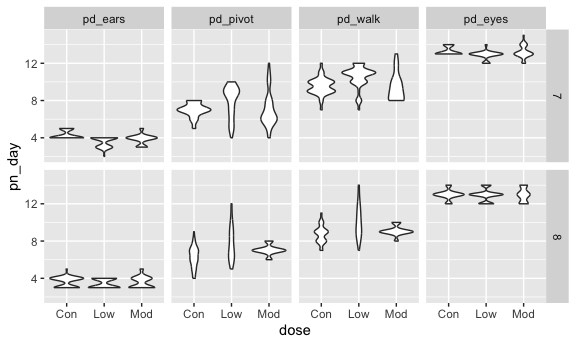 pd_ears pd_pivot pd_walk pd_eyes
12
8
4
7
pn_day
12
8
4
8
Con Low Mod Con Low Mod Con Low Mod Con Low Mod
dose